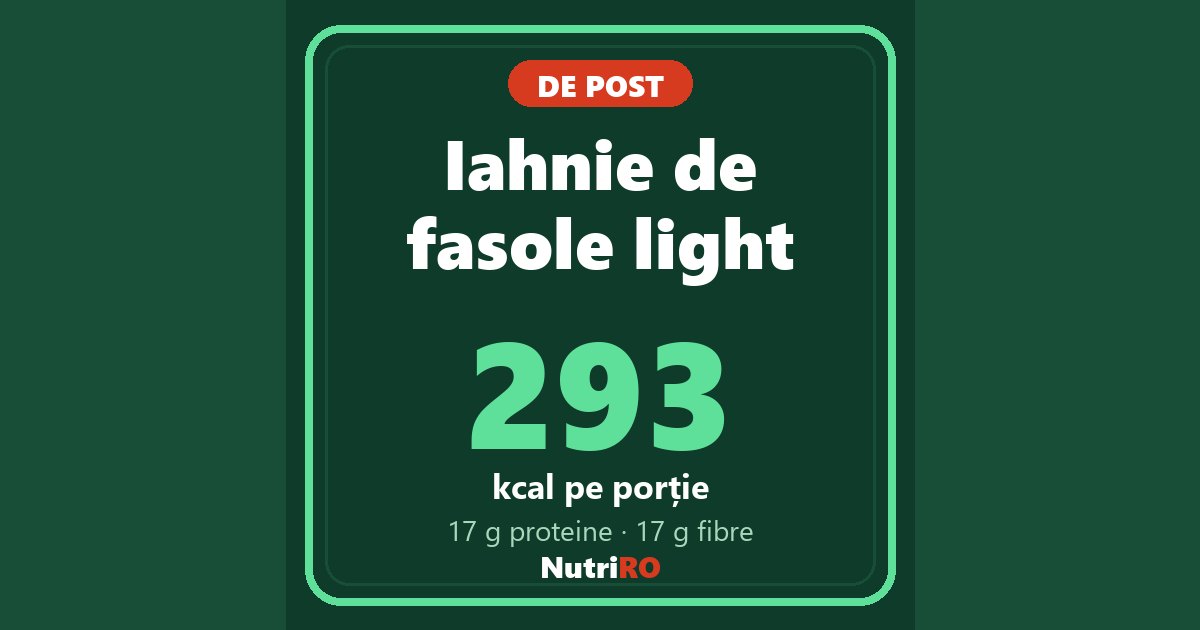 DE POST
Iahnie de
fasole light
293
kcal pe porție
17 g proteine · 17 g fibre
NutriRO